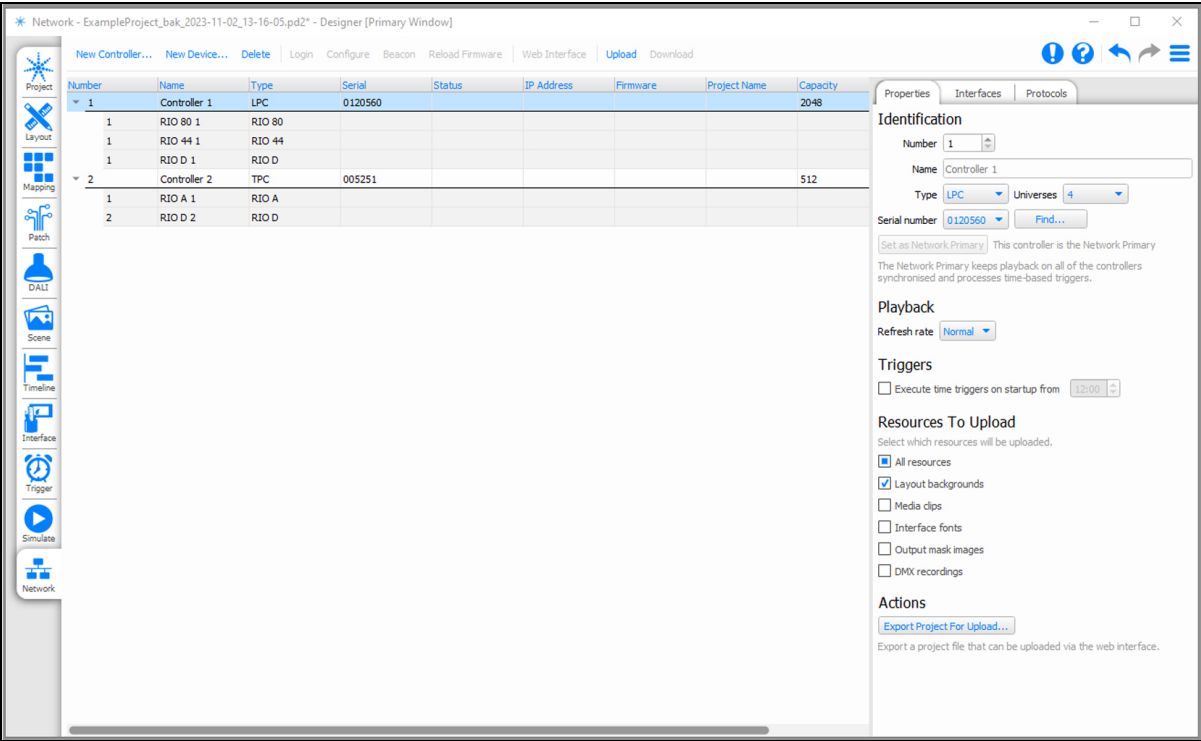 Network - ExampleProject_bak_2023-11-02_13-16-05.pd2* - Designer [Primary Window]
New Controller... New Device... Delete Login Configure Beacon Reload Firmware Web Interface Upload Download
Project
Layout
Mapping
Patch
DALI
Scene
Timeline
Interface
Trigger
Simulate
Network
Number Name Type Serial Status IP Address Firmware Project Name Capacity
1 Controller 1 LPC 0120560 2048
1 RIO 80 1 RIO 80
1 RIO 44 1 RIO 44
1 RIO D 1 RIO D
2 Controller 2 TPC 005251 512
1 RIO A 1 RIO A
2 RIO D 2 RIO D
Properties Interfaces Protocols
Identification
Number 1
Name Controller 1
Type LPC Universes 4
Serial number 0120560 Find...
Set as Network Primary This controller is the Network Primary
The Network Primary keeps playback on all of the controllers
synchronised and processes time-based triggers.
Playback
Refresh rate Normal
Triggers
Execute time triggers on startup from 12:00
Resources To Upload
Select which resources will be uploaded.
All resources
Layout backgrounds
Media clips
Interface fonts
Output mask images
DMX recordings
Actions
Export Project For Upload...
Export a project file that can be uploaded via the web interface.